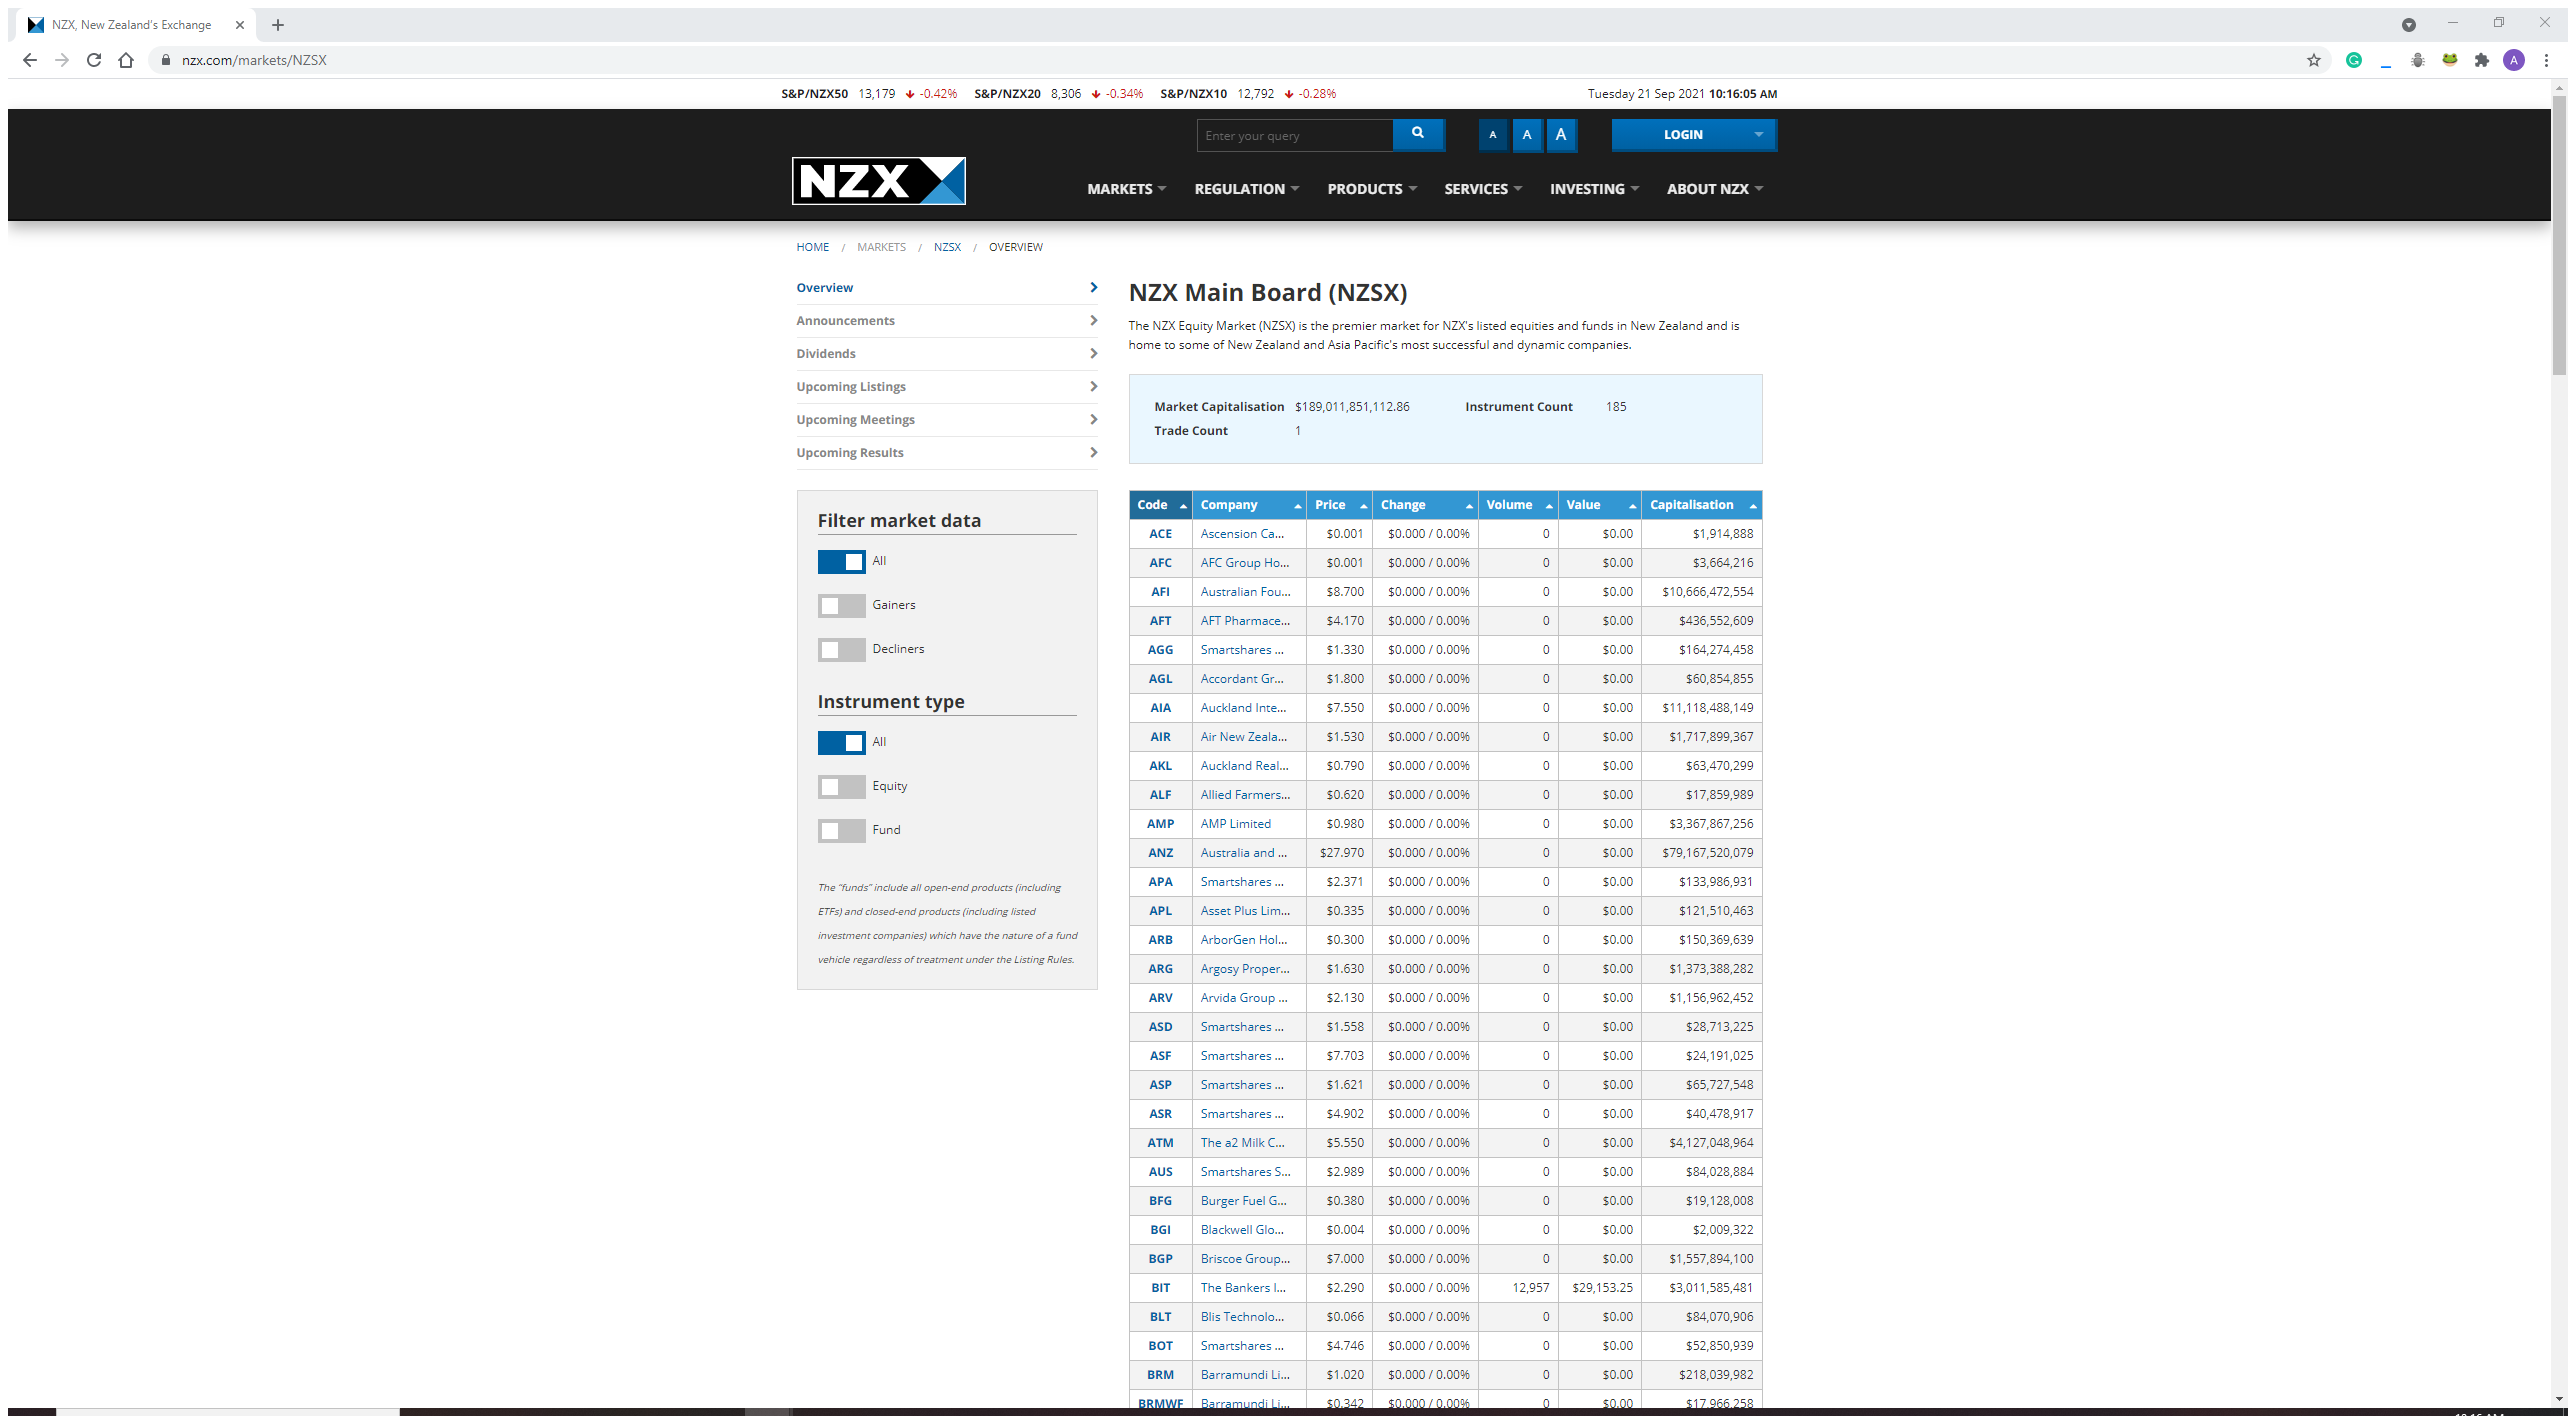 NZX, New Zealand's Exchange
nzx.com/markets/NZSX
A
S&P/NZX50 13,179 -0.42% S&P/NZX20 8,306 -0.34% S&P/NZX10 12,792 -0.28% Tuesday 21 Sep 2021 10:16:05 AM
Enter your query A A A LOGIN
NZX
MARKETS REGULATION PRODUCTS SERVICES INVESTING ABOUT NZX
HOME / MARKETS / NZSX / OVERVIEW
Overview
Announcements
Dividends
Upcoming Listings
Upcoming Meetings
Upcoming Results
Filter market data
All
Gainers
Decliners
Instrument type
All
Equity
Fund
The "funds" include all open-end products (including
ETFs) and closed-end products (including listed
investment companies) which have the nature of a fund
vehicle regardless of treatment under the Listing Rules.
NZX Main Board (NZSX)
The NZX Equity Market (NZSX) is the premier market for NZX's listed equities and funds in New Zealand and is
home to some of New Zealand and Asia Pacific's most successful and dynamic companies.
Market Capitalisation $189,011,851,112.86 Instrument Count 185
Trade Count 1
Code Company Price Change Volume Value Capitalisation
ACE Ascension Ca... $0.001 $0.000 / 0.00% 0 $0.00 $1,914,888
AFC AFC Group Ho... $0.001 $0.000 / 0.00% 0 $0.00 $3,664,216
AFI Australian Fou... $8.700 $0.000 / 0.00% 0 $0.00 $10,666,472,554
AFT AFT Pharmace... $4.170 $0.000 / 0.00% 0 $0.00 $436,552,609
AGG Smartshares ... $1.330 $0.000 / 0.00% 0 $0.00 $164,274,458
AGL Accordant Gr... $1.800 $0.000 / 0.00% 0 $0.00 $60,854,855
AIA Auckland Inte... $7.550 $0.000 / 0.00% 0 $0.00 $11,118,488,149
AIR Air New Zeala... $1.530 $0.000 / 0.00% 0 $0.00 $1,717,899,367
AKL Auckland Real... $0.790 $0.000 / 0.00% 0 $0.00 $63,470,299
ALF Allied Farmers... $0.620 $0.000 / 0.00% 0 $0.00 $17,859,989
AMP AMP Limited $0.980 $0.000 / 0.00% 0 $0.00 $3,367,867,256
ANZ Australia and ... $27.970 $0.000 / 0.00% 0 $0.00 $79,167,520,079
APA Smartshares ... $2.371 $0.000 / 0.00% 0 $0.00 $133,986,931
APL Asset Plus Lim... $0.335 $0.000 / 0.00% 0 $0.00 $121,510,463
ARB ArborGen Hol... $0.300 $0.000 / 0.00% 0 $0.00 $150,369,639
ARG Argosy Proper... $1.630 $0.000 / 0.00% 0 $0.00 $1,373,388,282
ARV Arvida Group ... $2.130 $0.000 / 0.00% 0 $0.00 $1,156,962,452
ASD Smartshares ... $1.558 $0.000 / 0.00% 0 $0.00 $28,713,225
ASF Smartshares ... $7.703 $0.000 / 0.00% 0 $0.00 $24,191,025
ASP Smartshares ... $1.621 $0.000 / 0.00% 0 $0.00 $65,727,548
ASR Smartshares ... $4.902 $0.000 / 0.00% 0 $0.00 $40,478,917
ATM The a2 Milk C... $5.550 $0.000 / 0.00% 0 $0.00 $4,127,048,964
AUS Smartshares S... $2.989 $0.000 / 0.00% 0 $0.00 $84,028,884
BFG Burger Fuel G... $0.380 $0.000 / 0.00% 0 $0.00 $19,128,008
BGI Blackwell Glo... $0.004 $0.000 / 0.00% 0 $0.00 $2,009,322
BGP Briscoe Group... $7.000 $0.000 / 0.00% 0 $0.00 $1,557,894,100
BIT The Bankers I... $2.290 $0.000 / 0.00% 12,957 $29,153.25 $3,011,585,481
BLT Blis Technolo... $0.066 $0.000 / 0.00% 0 $0.00 $84,070,906
BOT Smartshares ... $4.746 $0.000 / 0.00% 0 $0.00 $52,850,939
BRM Barramundi Li... $1.020 $0.000 / 0.00% 0 $0.00 $218,039,982
BRMWF Barramundi Li... $0.342 $0.000 / 0.00% 0 $0.00 $17,966,258